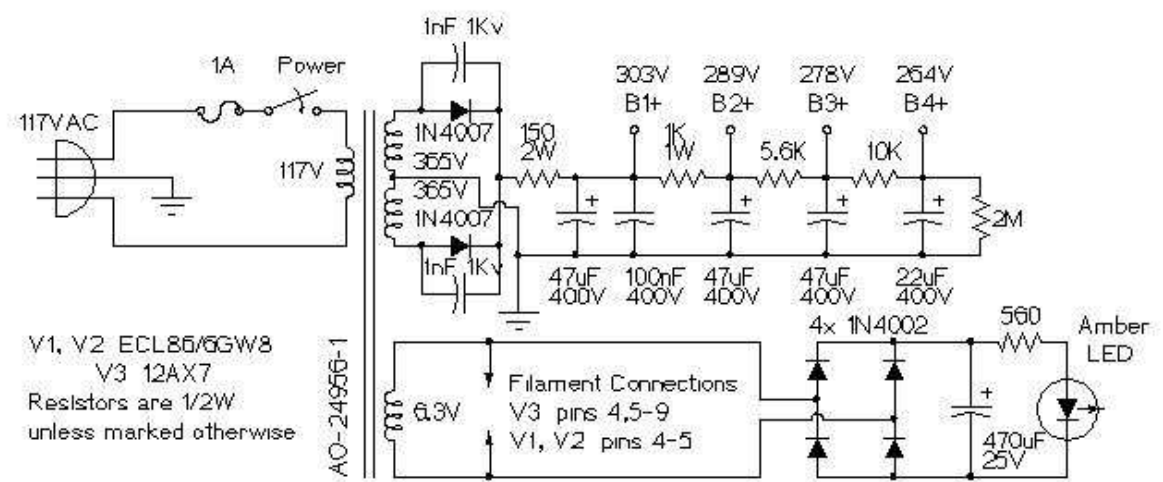 1nF 1Kv
1A Power
117VAC
117V
1N4007
365V
365V
1N4007
1nF 1Kv
150
2W
303V
B1+
1K
1W
289V
B2+
5.6K
278V
B3+
10K
264V
B4+
+
+
+
+
2M
47uF
400V
100nF
400V
47uF
400V
47uF
400V
22uF
400V
V1, V2 ECL86/6GW8
V3 12AX7
Resistors are 1/2W
unless marked otherwise
AO-24956-1
6.3V
Filament Connections
V3 pins 4,5-9
V1, V2 pins 4-5
4x 1N4002
560
Amber
LED
+
470uF
25V